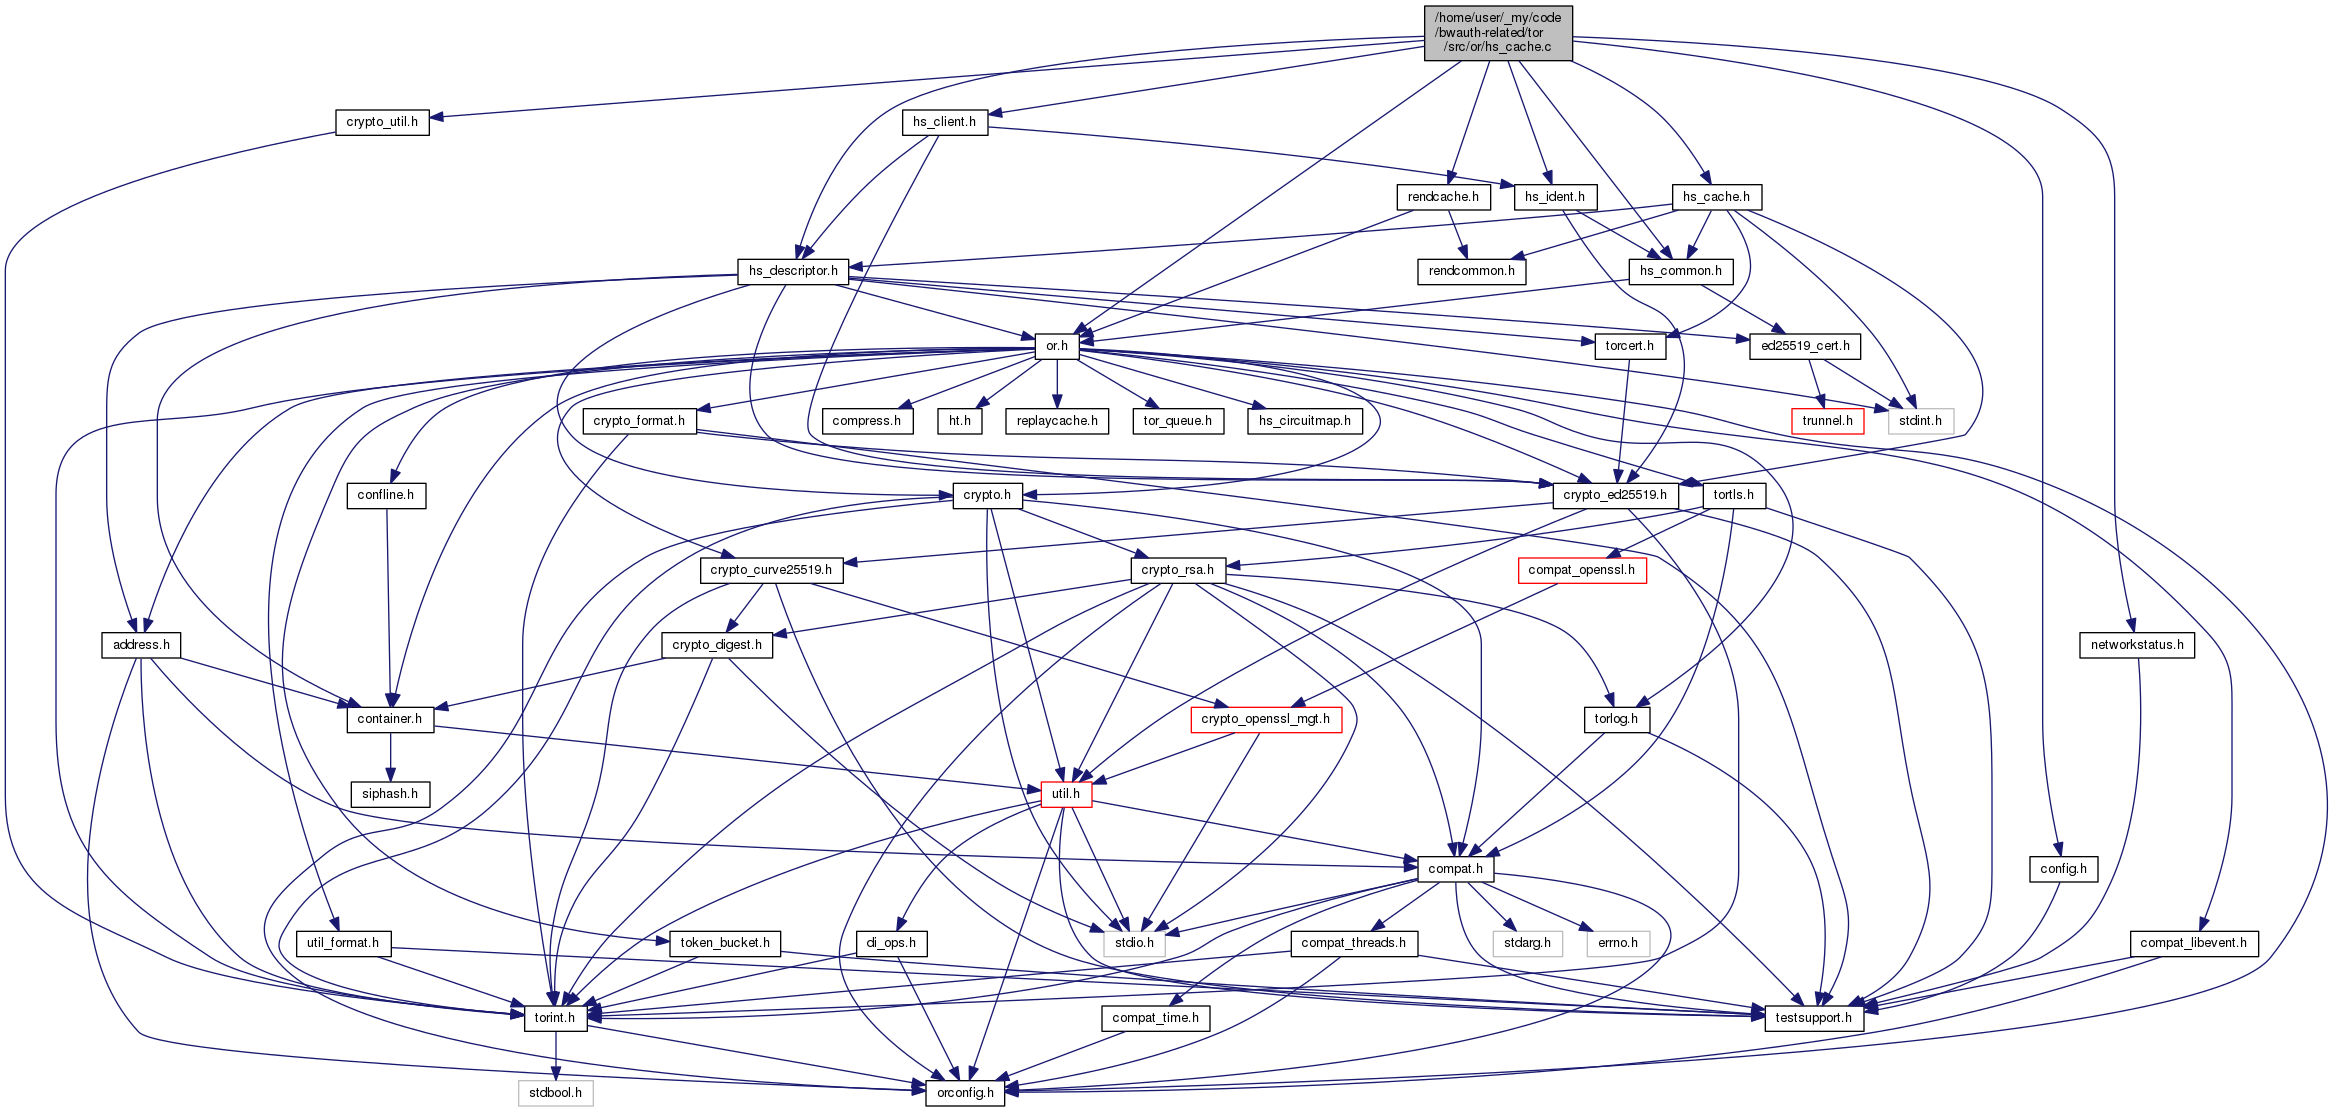 /home/user/_my/code
/bwauth-related/tor
/src/or/hs_cache.c
crypto_util.h
hs_client.h
rendcache.h
hs_ident.h
hs_cache.h
hs_descriptor.h
rendcommon.h
hs_common.h
or.h
torcert.h
ed25519_cert.h
crypto_format.h
compress.h
ht.h
replaycache.h
tor_queue.h
hs_circuitmap.h
trunnel.h
stdint.h
confline.h
crypto.h
crypto_ed25519.h
tortls.h
crypto_curve25519.h
crypto_rsa.h
compat_openssl.h
address.h
crypto_digest.h
networkstatus.h
container.h
crypto_openssl_mgt.h
torlog.h
siphash.h
util.h
compat.h
config.h
util_format.h
token_bucket.h
di_ops.h
stdio.h
compat_threads.h
stdarg.h
errno.h
compat_libevent.h
torint.h
compat_time.h
testsupport.h
stdbool.h
orconfig.h